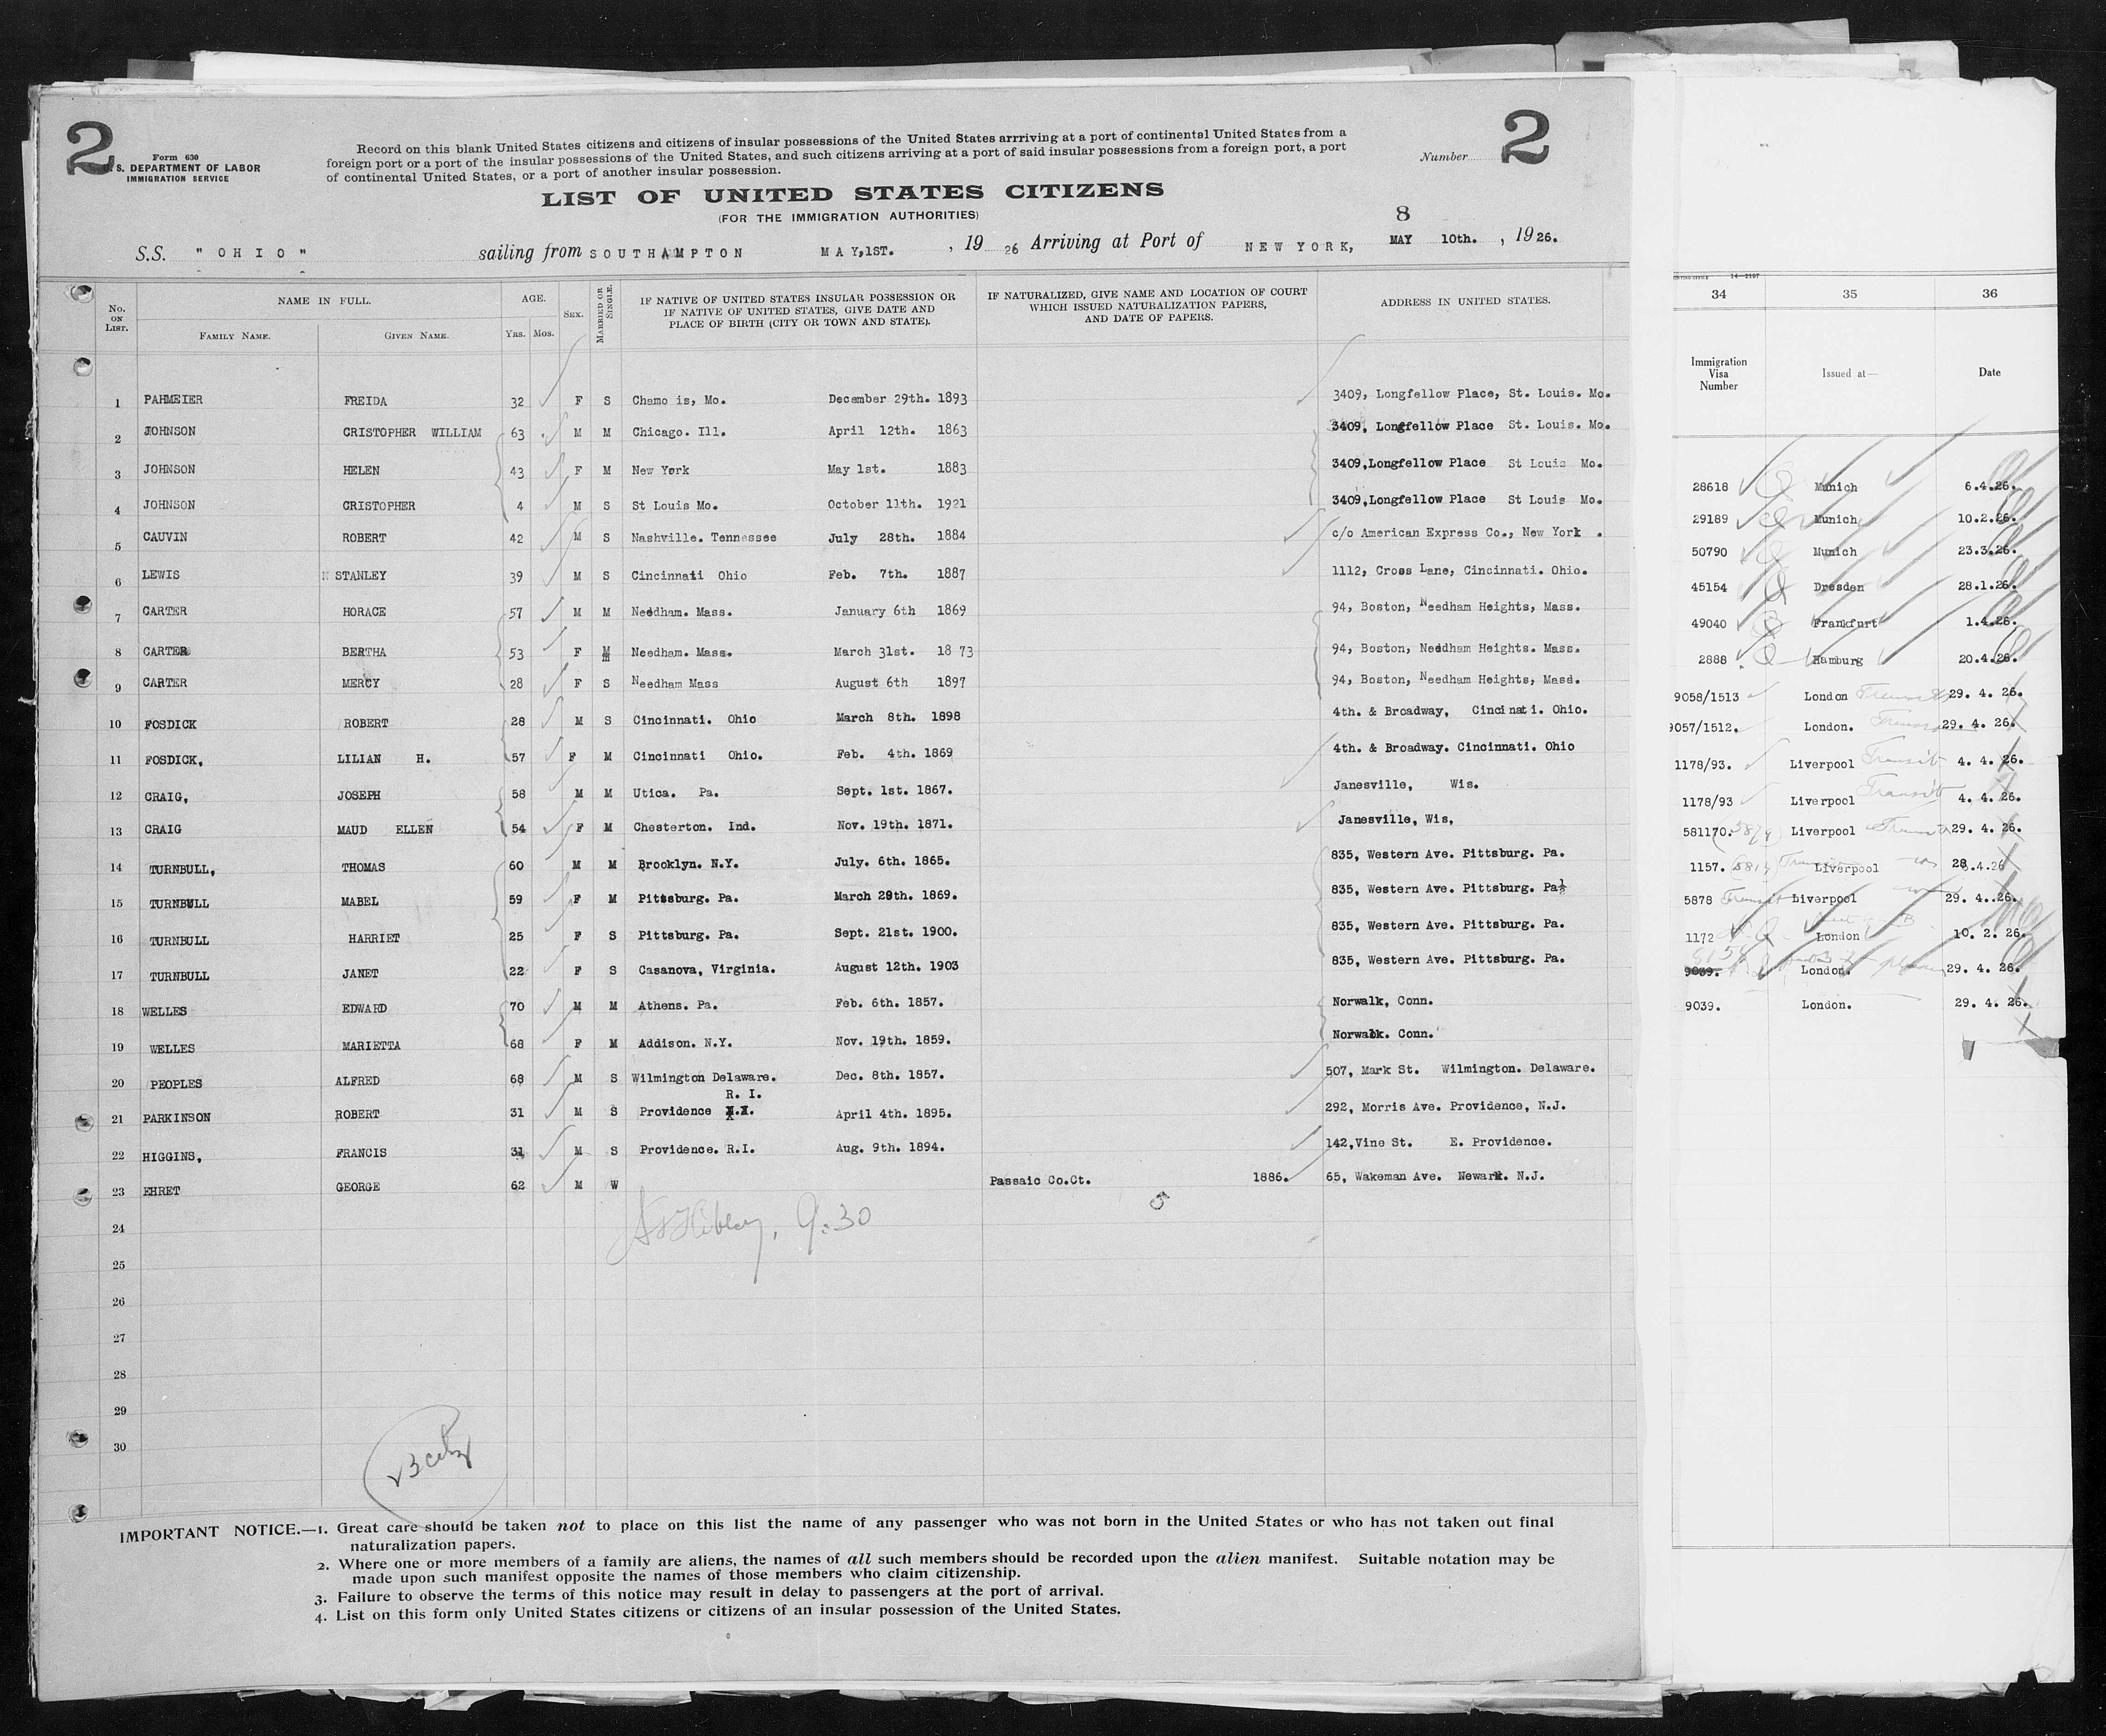 2
Form 630
U. S. DEPARTMENT OF LABOR
IMMIGRATION SERVICE
Record on this blank United States citizens and citizens of insular possessions of the United States arrriving at a port of continental United States from a
foreign port or a port of the insular possessions of the United States, and such citizens arriving at a port of said insular possessions from a foreign port, a port
of continental United States, or a port of another insular possession.
Number 2
LIST OF UNITED STATES CITIZENS
(FOR THE IMMIGRATION AUTHORITIES)
8
S.S. "OHIO" sailing from SOUTHAMPTON MAY,1ST. , 19 26 Arriving at Port of NEW YORK, MAY 10th. , 1926.
No. ON LIST. NAME IN FULL. FAMILY NAME. GIVEN NAME. AGE. YRS. MOS. SEX. MARRIED OR SINGLE. IF NATIVE OF UNITED STATES INSULAR POSSESSION OR IF NATIVE OF UNITED STATES, GIVE DATE AND PLACE OF BIRTH (CITY OR TOWN AND STATE). IF NATURALIZED, GIVE NAME AND LOCATION OF COURT WHICH ISSUED NATURALIZATION PAPERS, AND DATE OF PAPERS. ADDRESS IN UNITED STATES.
1 PAHMEIER FREIDA 32 F S Chamo is, Mo. December 29th. 1893 3409, Longfellow Place, St. Louis. Mo.
2 JOHNSON CRISTOPHER WILLIAM 63 M M Chicago. Ill. April 12th. 1863 3409, Longfellow Place St. Louis. Mo.
3 JOHNSON HELEN 43 F M New York May 1st. 1883 3409,Longfellow Place St Louis Mo.
4 JOHNSON CRISTOPHER 4 M S St Louis Mo. October 11th. 1921 3409,Longfellow Place St Louis Mo.
5 CAUVIN ROBERT 42 M S Nashville. Tennessee July 28th. 1884 c/o American Express Co., New York .
6 LEWIS STANLEY 39 M S Cincinnati Ohio Feb. 7th. 1887 1112, Cross Lane, Cincinnati. Ohio.
7 CARTER HORACE 57 M M Needham. Mass. January 6th 1869 94, Boston, Needham Heights, Mass.
8 CARTER BERTHA 53 F M Needham. Mass. March 31st. 18 73 94, Boston, Neddham Heights. Mass.
9 CARTER MERCY 28 F S Needham Mass August 6th 1897 94, Boston, Needham Heights, Mass.
10 FOSDICK ROBERT 28 M S Cincinnati. Ohio March 8th. 1898 4th. & Broadway, Cincinnati. Ohio.
11 FOSDICK, LILIAN H. 57 F M Cincinnati Ohio. Feb. 4th. 1869 4th. & Broadway. Cincinnati. Ohio
12 CRAIG, JOSEPH 58 M M Utica. Pa. Sept. 1st. 1867. Janesville, Wis.
13 CRAIG MAUD ELLEN 54 F M Chesterton. Ind. Nov. 19th. 1871. Janesville, Wis,
14 TURNBULL, THOMAS 60 M M Brooklyn. N.Y. July. 6th. 1865. 835, Western Ave. Pittsburg. Pa.
15 TURNBULL MABEL 59 F M Pittsburg. Pa. March 28th. 1869. 835, Western Ave. Pittsburg. Pa
16 TURNBULL HARRIET 25 F S Pittsburg. Pa. Sept. 21st. 1900. 835, Western Ave. Pittsburg. Pa.
17 TURNBULL JANET 22 F S Casanova, Virginia. August 12th. 1903 835, Western Ave. Pittsburg. Pa.
18 WELLES EDWARD 70 M M Athens. Pa. Feb. 6th. 1857. Norwalk, Conn.
19 WELLES MARIETTA 68 F M Addison. N.Y. Nov. 19th. 1859. Norwalk. Conn.
20 PEOPLES ALFRED 68 M S Wilmington Delaware. Dec. 8th. 1857. 507, Mark St. Wilmington. Delaware.
R. I.
21 PARKINSON ROBERT 31 M S Providence April 4th. 1895. 292, Morris Ave. Providence, N.J.
22 HIGGINS, FRANCIS 31 M S Providence. R.I. Aug. 9th. 1894. 142,Vine St. E. Providence.
23 EHRET GEORGE 62 M W Passaic Co.Ct. 1886. 65, Wakeman Ave. Newark. N.J.
24 9:30
25
26
27
28
29
30
IMPORTANT NOTICE.—1. Great care should be taken not to place on this list the name of any passenger who was not born in the United States or who has not taken out final
naturalization papers.
2. Where one or more members of a family are aliens, the names of all such members should be recorded upon the alien manifest. Suitable notation may be
made upon such manifest opposite the names of those members who claim citizenship.
3. Failure to observe the terms of this notice may result in delay to passengers at the port of arrival.
4. List on this form only United States citizens or citizens of an insular possession of the United States.
14—2197
34 35 36
Immigration Visa Number Issued at— Date
28618 Munich 6.4.26.
29189 Munich 10.2.26.
50790 Munich 23.3.26.
45154 Dresden 28.1.26.
49040 Frankfurt 1.4.26.
2888 Hamburg 20.4.26.
9058/1513 London Transit 29. 4. 26.
9057/1512. London. Transit 29. 4. 26.
1178/93. Liverpool Transit 4. 4. 26.
1178/93 Liverpool Transit 4. 4. 26.
581170. Liverpool Transit 29. 4. 26.
1157. Transit Liverpool 28.4.26
5878 Transit Liverpool 29. 4..26.
1172 London 10. 2. 26.
9039. London. 29. 4. 26.
9039. London. 29. 4. 26.